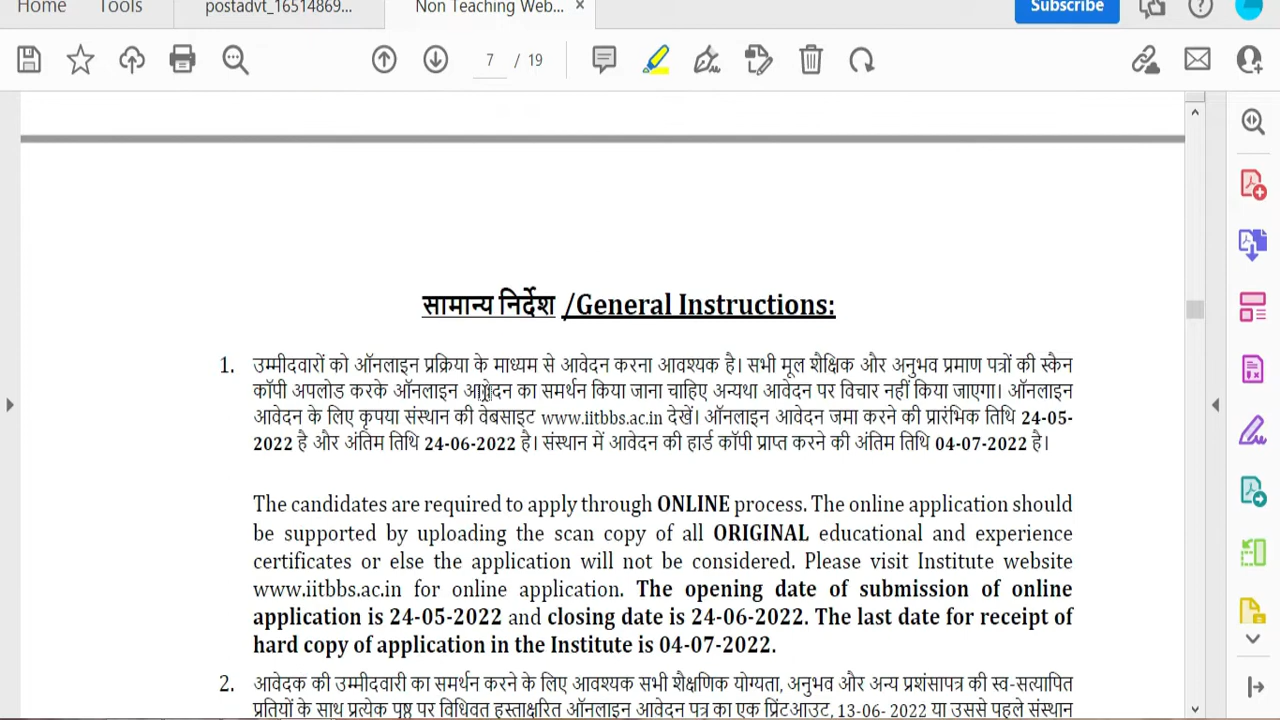 Home Tools postadvt_16514869... Non Teaching Web... × Subscribe
7 / 19
सामान्य निर्देश /General Instructions:
1. उम्मीदवारों को ऑनलाइन प्रक्रिया के माध्यम से आवेदन करना आवश्यक है। सभी मूल शैक्षिक और अनुभव प्रमाण पत्रों की स्कैन
कॉपी अपलोड करके ऑनलाइन आवेदन का समर्थन किया जाना चाहिए अन्यथा आवेदन पर विचार नहीं किया जाएगा। ऑनलाइन
आवेदन के लिए कृपया संस्थान की वेबसाइट www.iitbbs.ac.in देखें। ऑनलाइन आवेदन जमा करने की प्रारंभिक तिथि 24-05-
2022 है और अंतिम तिथि 24-06-2022 है। संस्थान में आवेदन की हार्ड कॉपी प्राप्त करने की अंतिम तिथि 04-07-2022 है।
The candidates are required to apply through ONLINE process. The online application should
be supported by uploading the scan copy of all ORIGINAL educational and experience
certificates or else the application will not be considered. Please visit Institute website
www.iitbbs.ac.in for online application. The opening date of submission of online
application is 24-05-2022 and closing date is 24-06-2022. The last date for receipt of
hard copy of application in the Institute is 04-07-2022.
2. आवेदक की उम्मीदवारी का समर्थन करने के लिए आवश्यक सभी शैक्षणिक योग्यता, अनुभव और अन्य प्रशंसापत्र की स्व-सत्यापित
प्रतियों के साथ प्रत्येक पृष्ठ पर विधिवत हस्ताक्षरित ऑनलाइन आवेदन पत्र का एक प्रिंटआउट, 13-06- 2022 या उससे पहले संस्थान